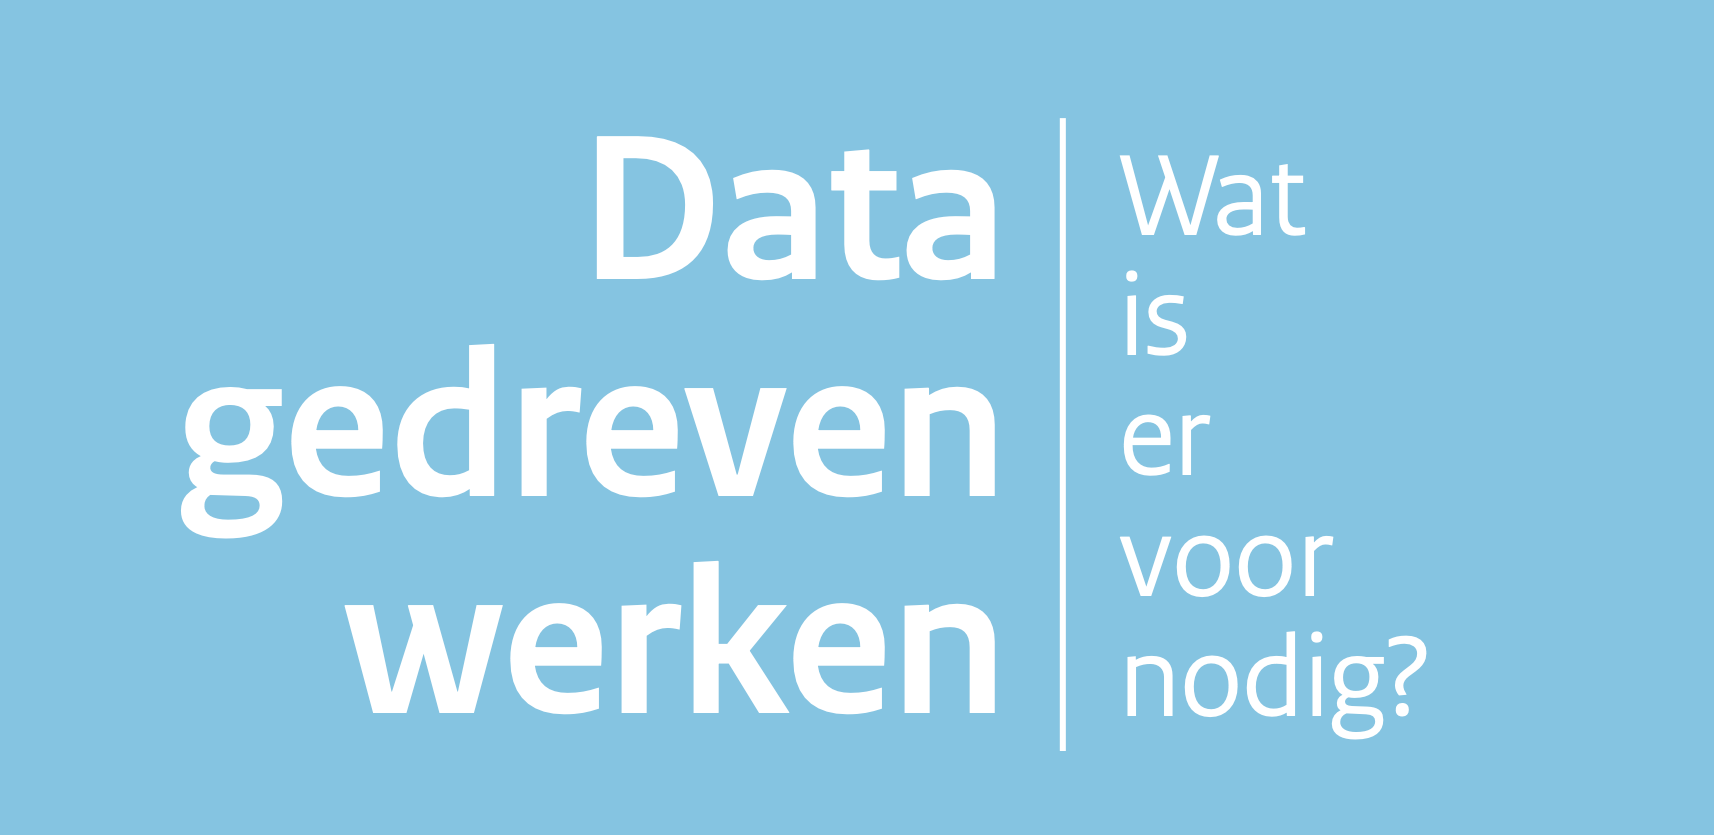 Data
gedreven
werken
Wat
is
er
voor
nodig?